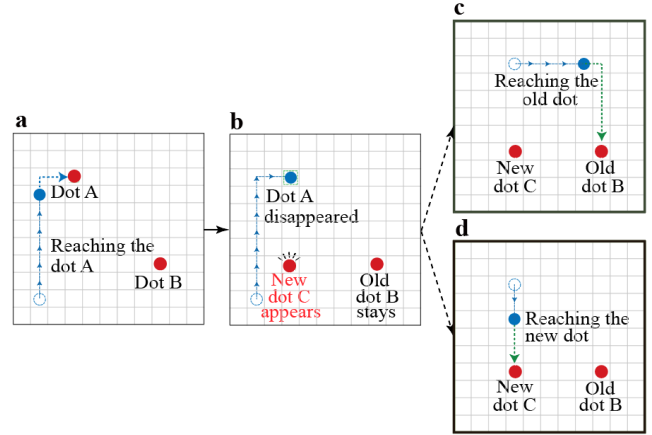 a
Dot A
Reaching the
dot A
Dot B
b
Dot A
disappeared
New
dot C
appears
Old
dot B
stays
c
Reaching the
old dot
New
dot C
Old
dot B
d
Reaching the
new dot
New
dot C
Old
dot B